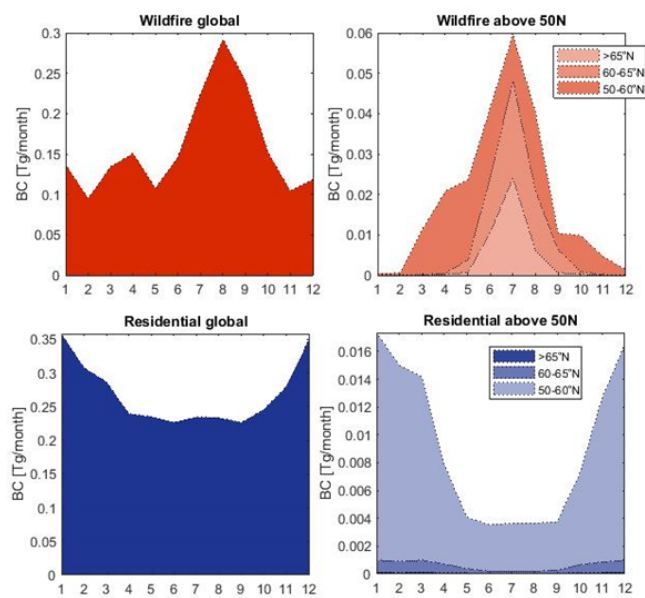 Wildfire global
BC [Tg/month]
0.3
0.25
0.2
0.15
0.1
0.05
0
1 2 3 4 5 6 7 8 9 10 11 12
Wildfire above 50N
BC [Tg/month]
0.06
0.05
0.04
0.03
0.02
0.01
0
1 2 3 4 5 6 7 8 9 10 11 12
>65°N
60-65°N
50-60°N
Residential global
BC [Tg/month]
0.35
0.3
0.25
0.2
0.15
0.1
0.05
0
1 2 3 4 5 6 7 8 9 10 11 12
Residential above 50N
BC [Tg/month]
0.016
0.014
0.012
0.01
0.008
0.006
0.004
0.002
0
1 2 3 4 5 6 7 8 9 10 11 12
>65°N
60-65°N
50-60°N